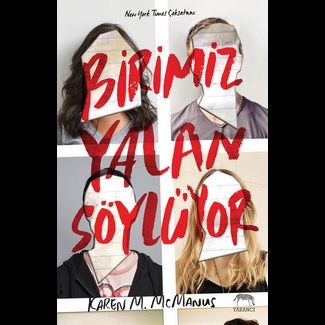 New York Times Çoksatanı
BİRİMİZ
YALAN
SÖYLÜYOR
KAREN M. McMANUS
YABANCI